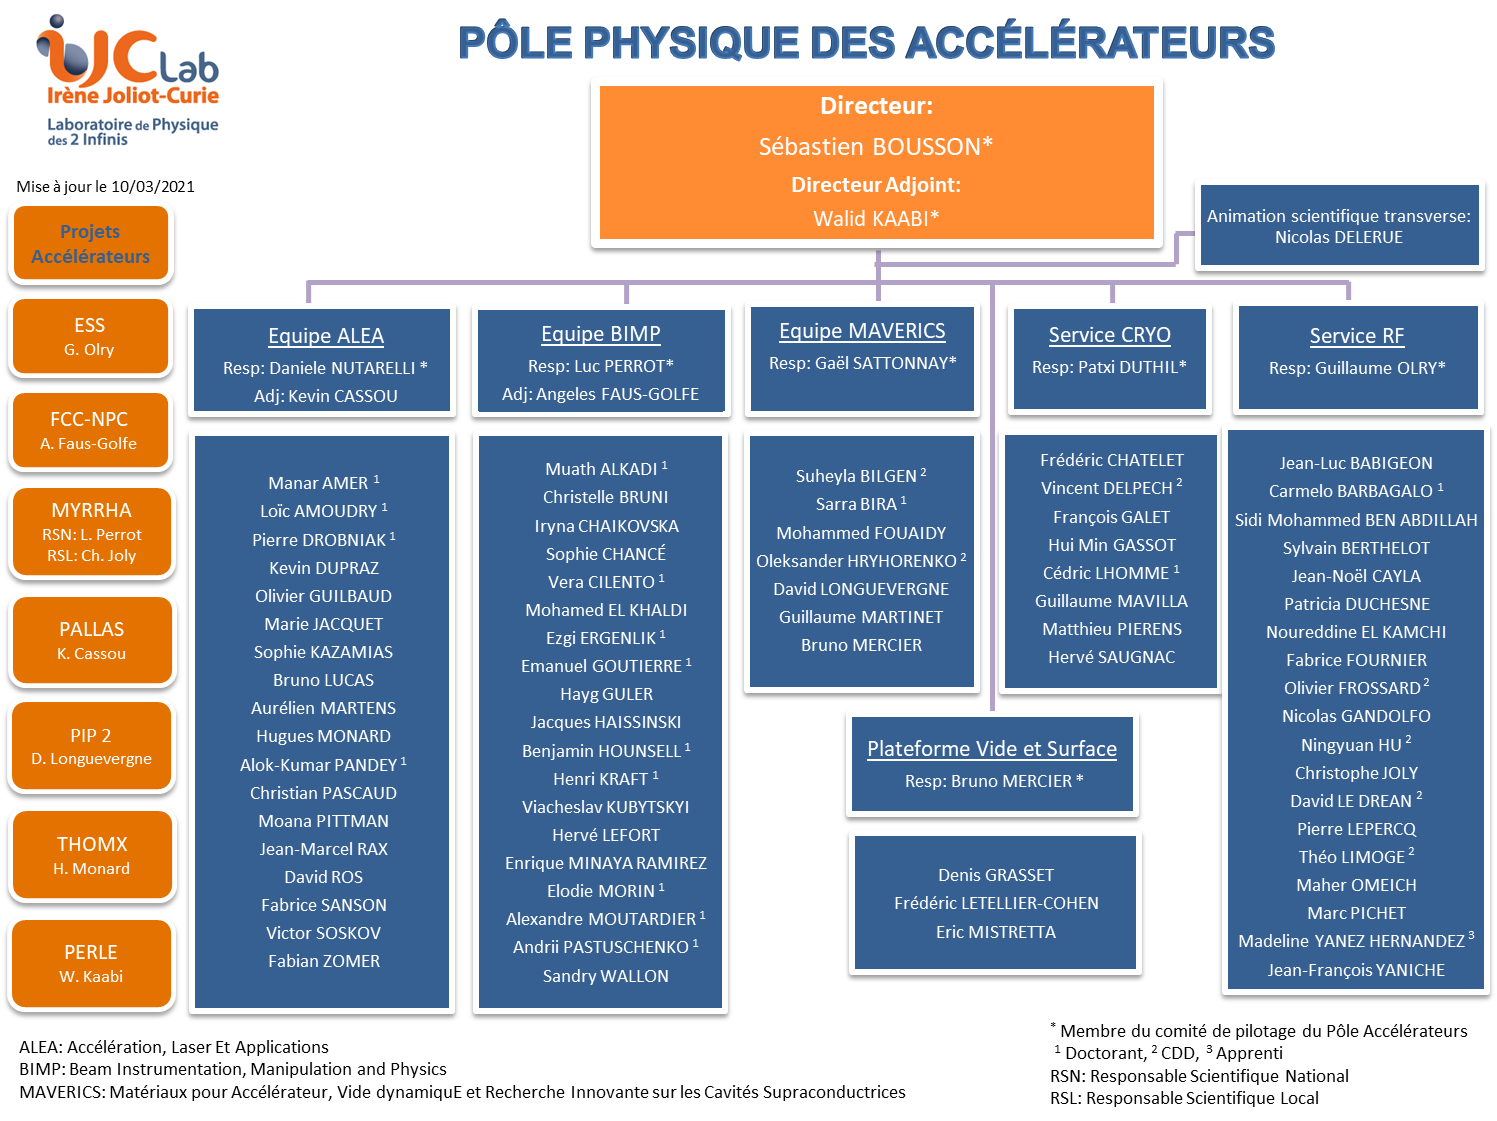 iJCLab
Irène Joliot-Curie
Laboratoire de Physique
des 2 Infinis
PÔLE PHYSIQUE DES ACCÉLÉRATEURS
Directeur:
Sébastien BOUSSON*
Directeur Adjoint:
Walid KAABI*
Animation scientifique transverse:
Nicolas DELERUE
Mise à jour le 10/03/2021
Projets
Accélérateurs
ESS
G. Olry
FCC-NPC
A. Faus-Golfe
MYRRHA
RSN: L. Perrot
RSL: Ch. Joly
PALLAS
K. Cassou
PIP 2
D. Longuevergne
THOMX
H. Monard
PERLE
W. Kaabi
Equipe ALEA
Resp: Daniele NUTARELLI *
Adj: Kevin CASSOU
Manar AMER 1
Loïc AMOUDRY 1
Pierre DROBNIAK 1
Kevin DUPRAZ
Olivier GUILBAUD
Marie JACQUET
Sophie KAZAMIAS
Bruno LUCAS
Aurélien MARTENS
Hugues MONARD
Alok-Kumar PANDEY 1
Christian PASCAUD
Moana PITTMAN
Jean-Marcel RAX
David ROS
Fabrice SANSON
Victor SOSKOV
Fabian ZOMER
Equipe BIMP
Resp: Luc PERROT*
Adj: Angeles FAUS-GOLFE
Muath ALKADI 1
Christelle BRUNI
Iryna CHAIKOVSKA
Sophie CHANCÉ
Vera CILENTO 1
Mohamed EL KHALDI
Ezgi ERGENLIK 1
Emanuel GOUTIERRE 1
Hayg GULER
Jacques HAISSINSKI
Benjamin HOUNSELL 1
Henri KRAFT 1
Viacheslav KUBYTSKYI
Hervé LEFORT
Enrique MINAYA RAMIREZ
Elodie MORIN 1
Alexandre MOUTARDIER 1
Andrii PASTUSCHENKO 1
Sandry WALLON
Equipe MAVERICS
Resp: Gaël SATTONNAY*
Suheyla BILGEN 2
Sarra BIRA 1
Mohammed FOUAIDY
Oleksander HRYHORENKO 2
David LONGUEVERGNE
Guillaume MARTINET
Bruno MERCIER
Service CRYO
Resp: Patxi DUTHIL*
Frédéric CHATELET
Vincent DELPECH 2
François GALET
Hui Min GASSOT
Cédric LHOMME 1
Guillaume MAVILLA
Matthieu PIERENS
Hervé SAUGNAC
Plateforme Vide et Surface
Resp: Bruno MERCIER *
Denis GRASSET
Frédéric LETELLIER-COHEN
Eric MISTRETTA
Service RF
Resp: Guillaume OLRY*
Jean-Luc BABIGEON
Carmelo BARBAGALO 1
Sidi Mohammed BEN ABDILLAH
Sylvain BERTHELOT
Jean-Noël CAYLA
Patricia DUCHESNE
Noureddine EL KAMCHI
Fabrice FOURNIER
Olivier FROSSARD 2
Nicolas GANDOLFO
Ningyuan HU 2
Christophe JOLY
David LE DREAN 2
Pierre LEPERCQ
Théo LIMOGE 2
Maher OMEICH
Marc PICHET
Madeline YANEZ HERNANDEZ 3
Jean-François YANICHE
ALEA: Accélération, Laser Et Applications
BIMP: Beam Instrumentation, Manipulation and Physics
MAVERICS: Matériaux pour Accélérateur, Vide dynamiquE et Recherche Innovante sur les Cavités Supraconductrices
* Membre du comité de pilotage du Pôle Accélérateurs
1 Doctorant, 2 CDD, 3 Apprenti
RSN: Responsable Scientifique National
RSL: Responsable Scientifique Local